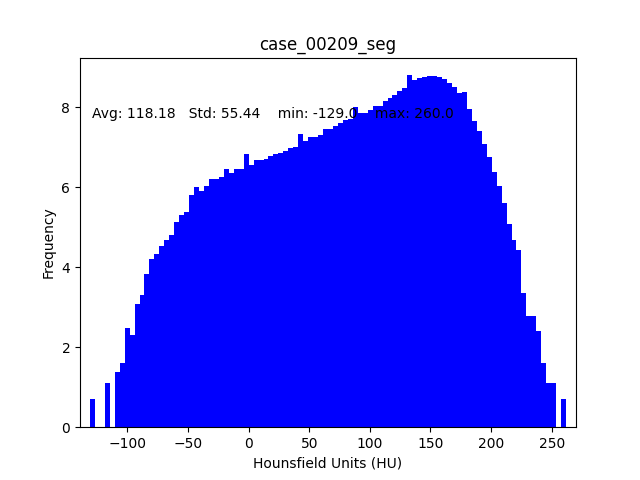 case_00209_seg
Avg: 118.18 Std: 55.44 min: -129.0 max: 260.0
8
6
4
2
0
Frequency
−100 −50 0 50 100 150 200 250
Hounsfield Units (HU)